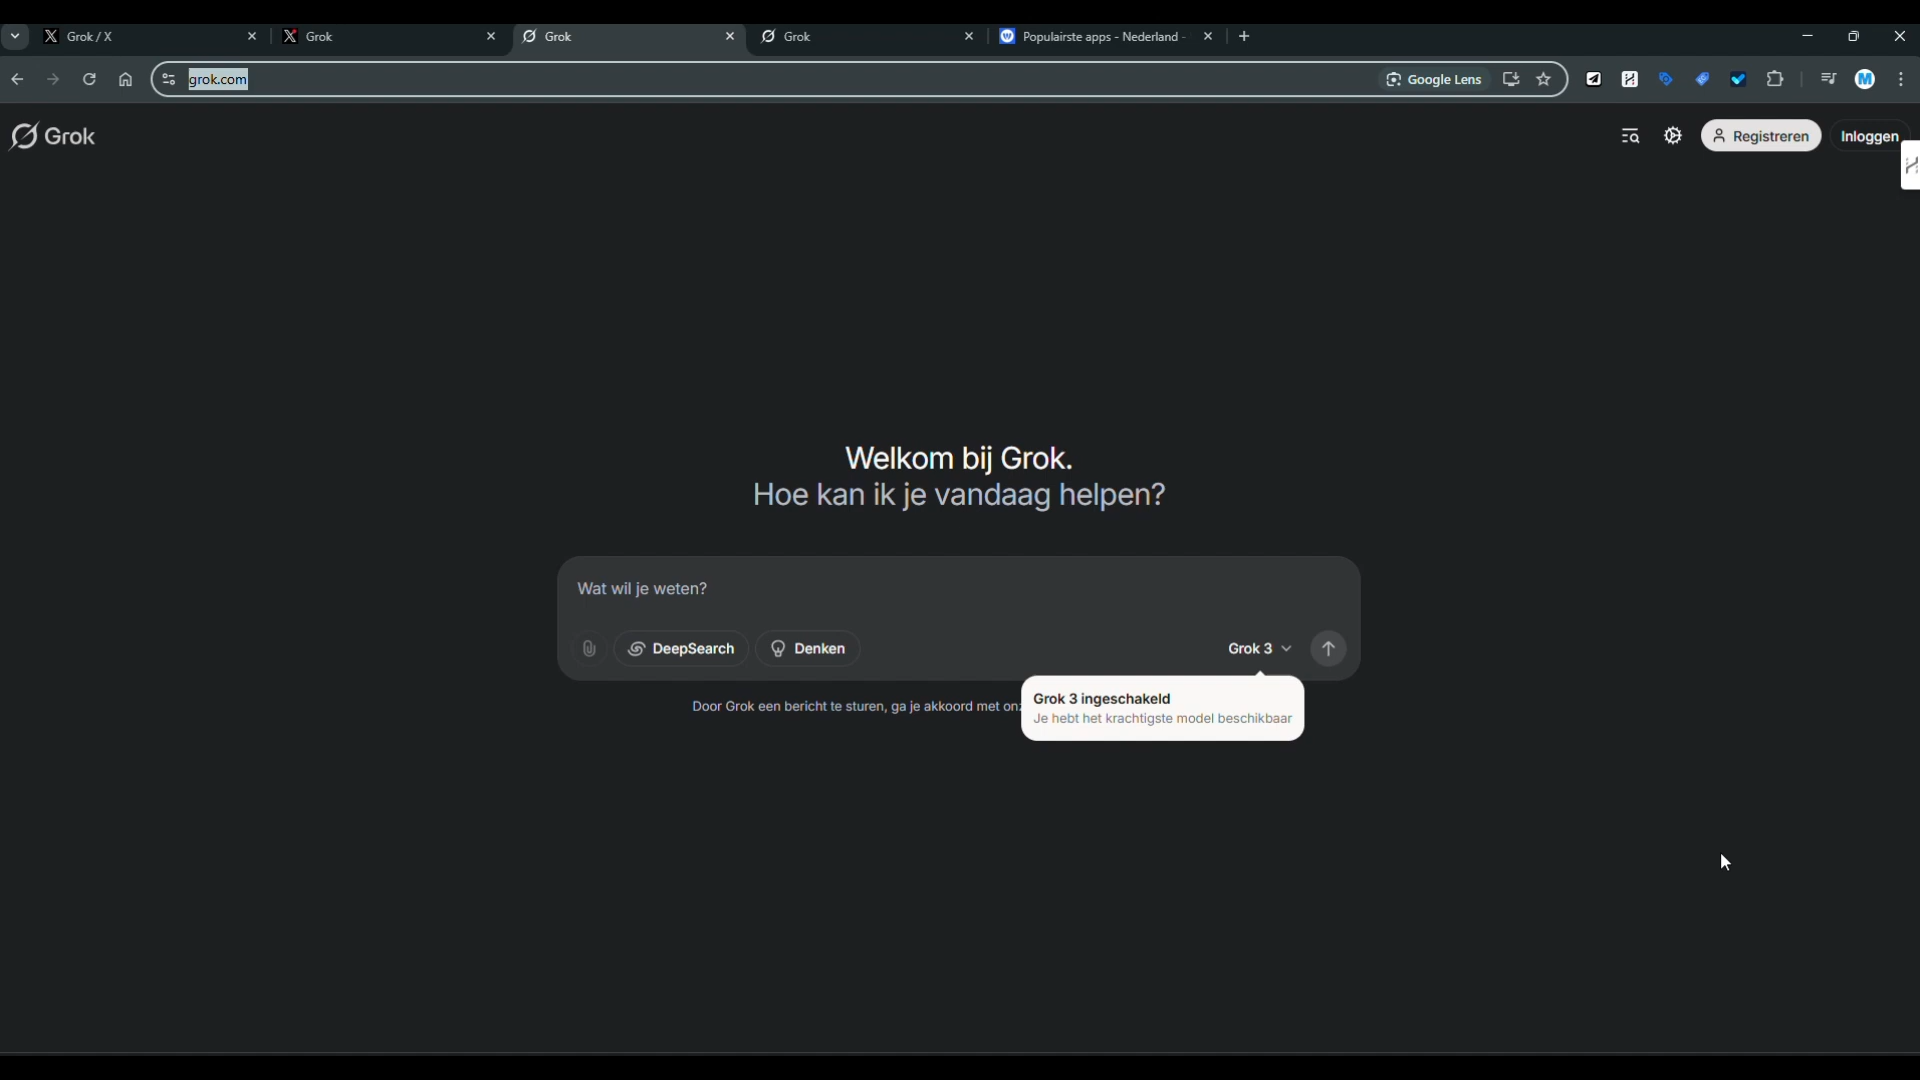 Grok / X
Grok
Grok
Grok
Populairste apps - Nederland -
grok.com
Google Lens
M
Grok
Registreren
Inloggen
Welkom bij Grok.
Hoe kan ik je vandaag helpen?
Wat wil je weten?
DeepSearch
Denken
Grok 3
Door Grok een bericht te sturen, ga je akkoord met
Grok 3 ingeschakeld
Je hebt het krachtigste model beschikbaar